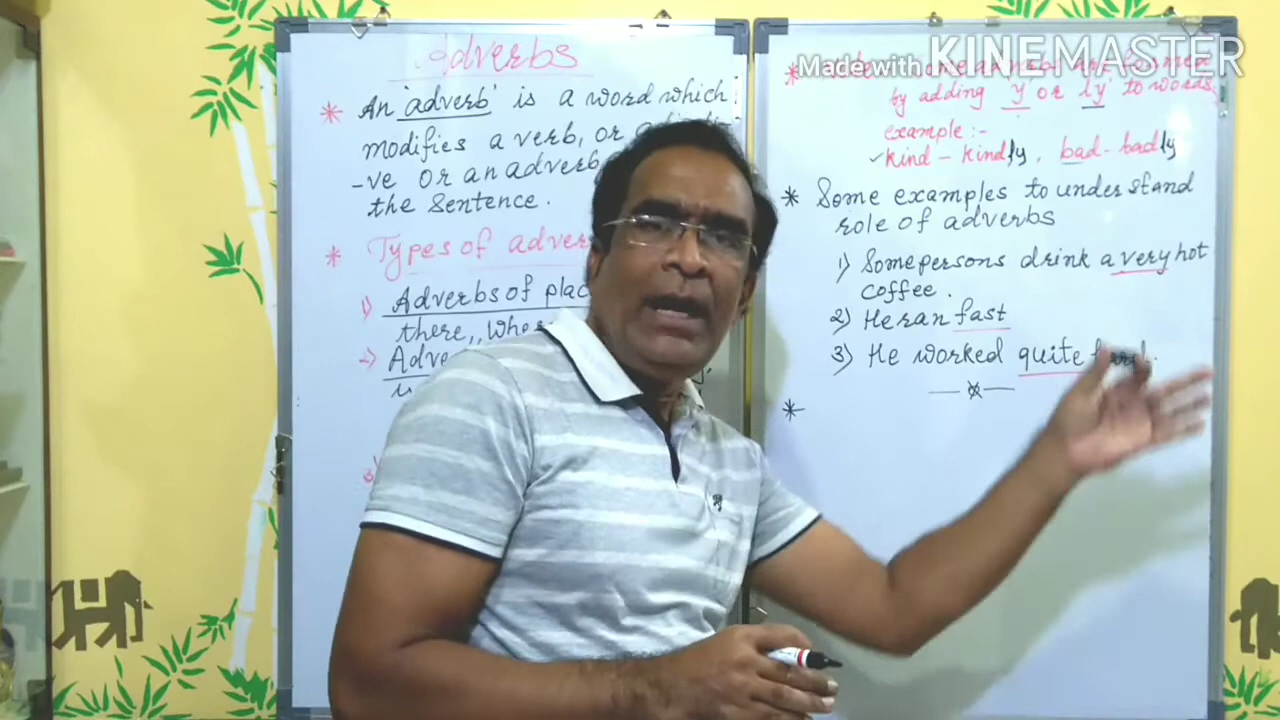 Adverbs
* An 'adverb' is a word which
modifies a verb, or
-ve or an adverb
the sentence.
* Types of adver
1) Adverbs of plac
there,, Whe
2) Adve
Made with KINEMASTER
by adding 'y' or 'ly' to words
example:-
✓kind - kindly, bad-badly
* Some examples to understand
role of adverbs
1) Some persons drink a very hot
coffee.
2) He ran fast
3) He worked quite hard.
*